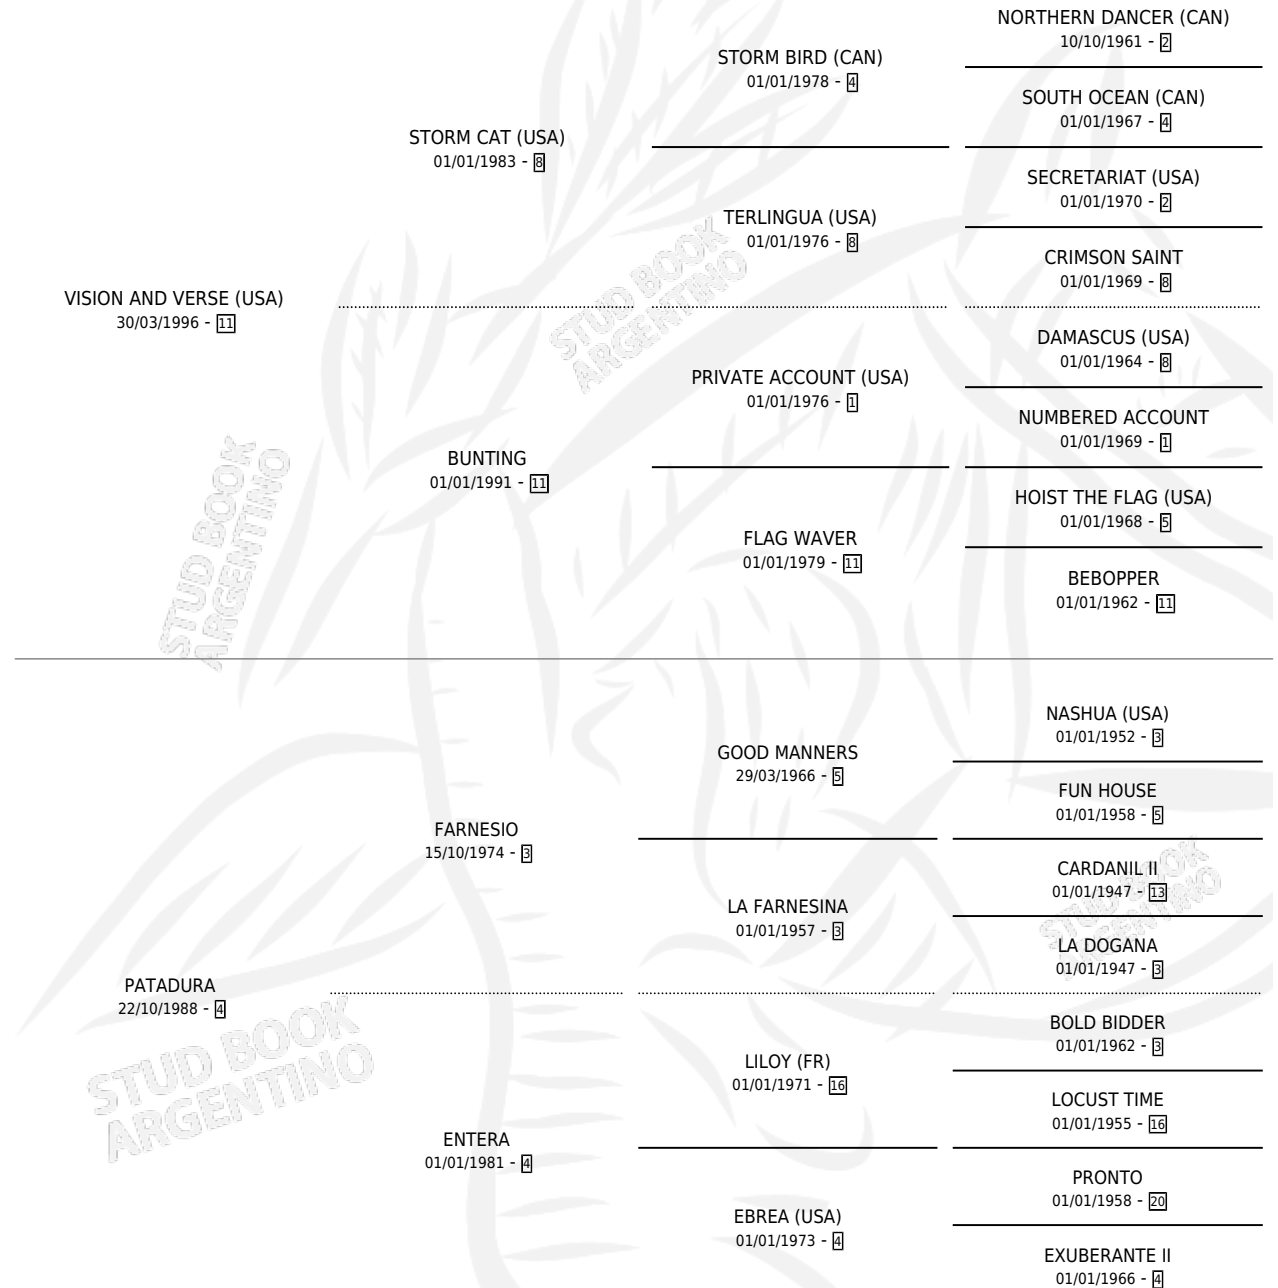 NORTHERN DANCER (CAN)
10/10/1961 - 2
STORM BIRD (CAN)
01/01/1978 - 4
SOUTH OCEAN (CAN)
01/01/1967 - 4
STORM CAT (USA)
01/01/1983 - 8
SECRETARIAT (USA)
01/01/1970 - 2
TERLINGUA (USA)
01/01/1976 - 8
CRIMSON SAINT
01/01/1969 - 8
VISION AND VERSE (USA)
30/03/1996 - 11
STUD BOOK
ARGENTINO
DAMASCUS (USA)
01/01/1964 - 8
PRIVATE ACCOUNT (USA)
01/01/1976 - 1
NUMBERED ACCOUNT
01/01/1969 - 1
BUNTING
01/01/1991 - 11
HOIST THE FLAG (USA)
01/01/1968 - 5
FLAG WAVER
01/01/1979 - 11
BEBOPPER
01/01/1962 - 11
STUD BOOK
ARGENTINO
NASHUA (USA)
01/01/1952 - 3
GOOD MANNERS
29/03/1966 - 5
FUN HOUSE
01/01/1958 - 5
FARNESIO
15/10/1974 - 3
CARDANIL II
01/01/1947 - 13
LA FARNESINA
01/01/1957 - 3
LA DOGANA
01/01/1947 - 3
STUD BOOK
ARGENTINO
PATADURA
22/10/1988 - 4
BOLD BIDDER
01/01/1962 - 3
LILOY (FR)
01/01/1971 - 16
LOCUST TIME
01/01/1955 - 16
ENTERA
01/01/1981 - 4
PRONTO
01/01/1958 - 20
EBREA (USA)
01/01/1973 - 4
EXUBERANTE II
01/01/1966 - 4
STUD BOOK
ARGENTINO